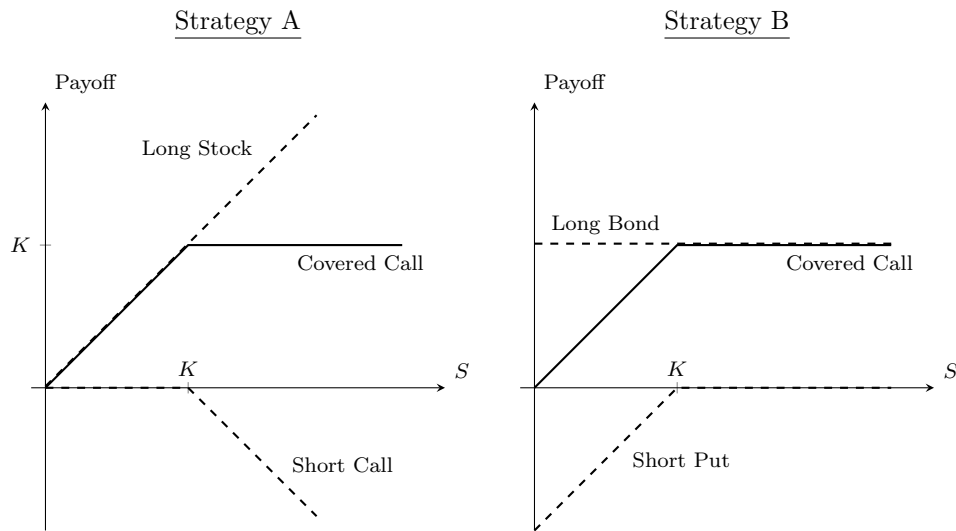 Strategy A
Payoff
Long Stock
K
Covered Call
K
S
Short Call
Strategy B
Payoff
Long Bond
Covered Call
K
S
Short Put